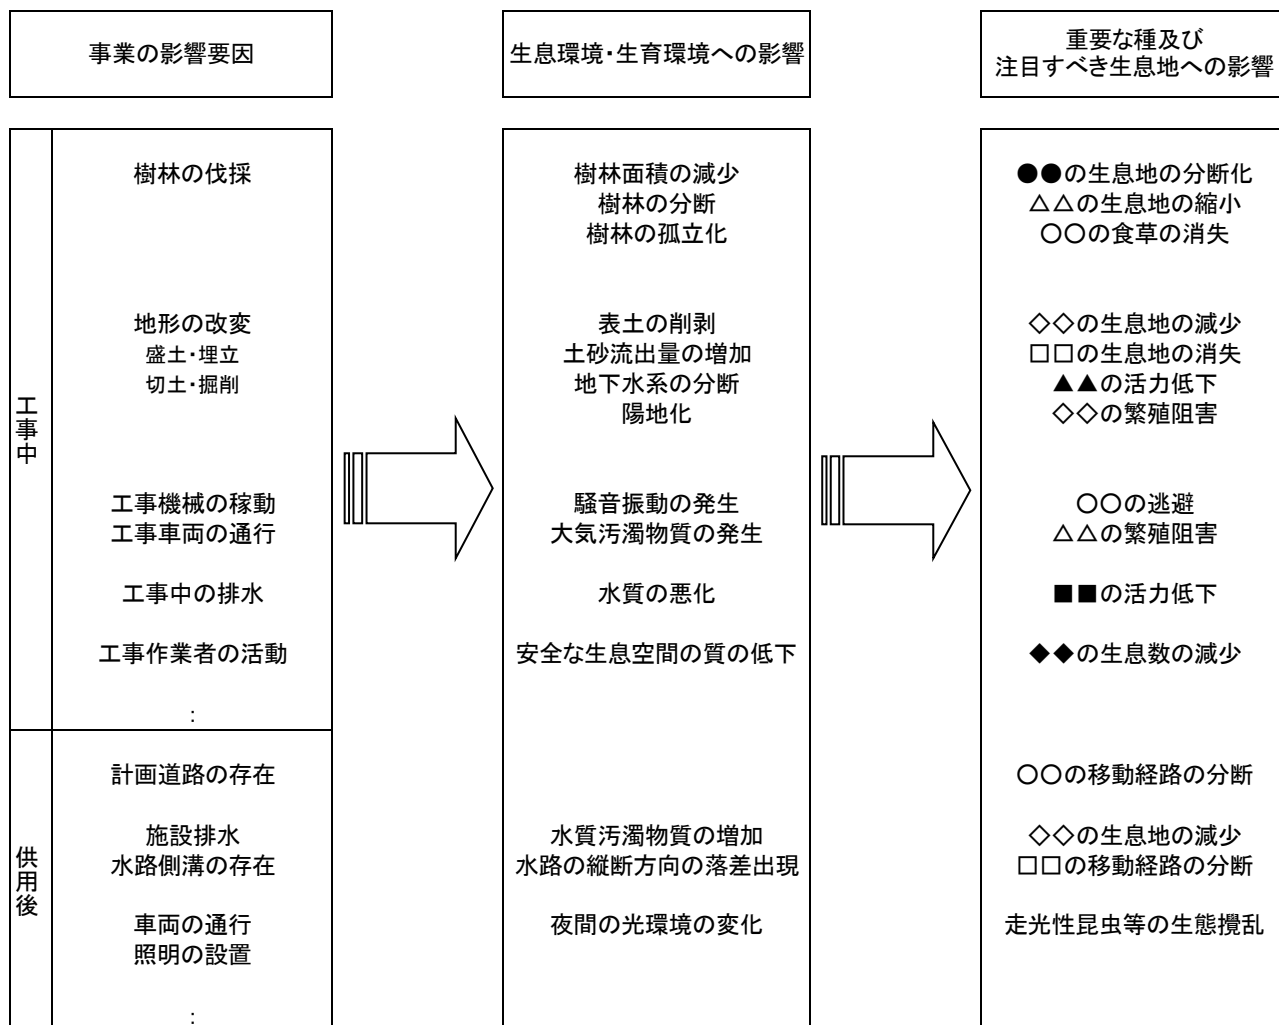 事業の影響要因
生息環境・生育環境への影響
重要な種及び
注目すべき生息地への影響
工事中
樹林の伐採
地形の改変
盛土・埋立
切土・掘削
工事機械の稼動
工事車両の通行
工事中の排水
工事作業者の活動
:
樹林面積の減少
樹林の分断
樹林の孤立化
表土の削剥
土砂流出量の増加
地下水系の分断
陽地化
騒音振動の発生
大気汚濁物質の発生
水質の悪化
安全な生息空間の質の低下
●●の生息地の分断化
△△の生息地の縮小
〇〇の食草の消失
◇◇の生息地の減少
□□の生息地の消失
▲▲の活力低下
◇◇の繁殖阻害
〇〇の逃避
△△の繁殖阻害
■■の活力低下
◆◆の生息数の減少
供用後
計画道路の存在
施設排水
水路側溝の存在
車両の通行
照明の設置
:
水質汚濁物質の増加
水路の縦断方向の落差出現
夜間の光環境の変化
〇〇の移動経路の分断
◇◇の生息地の減少
□□の移動経路の分断
走光性昆虫等の生態攪乱